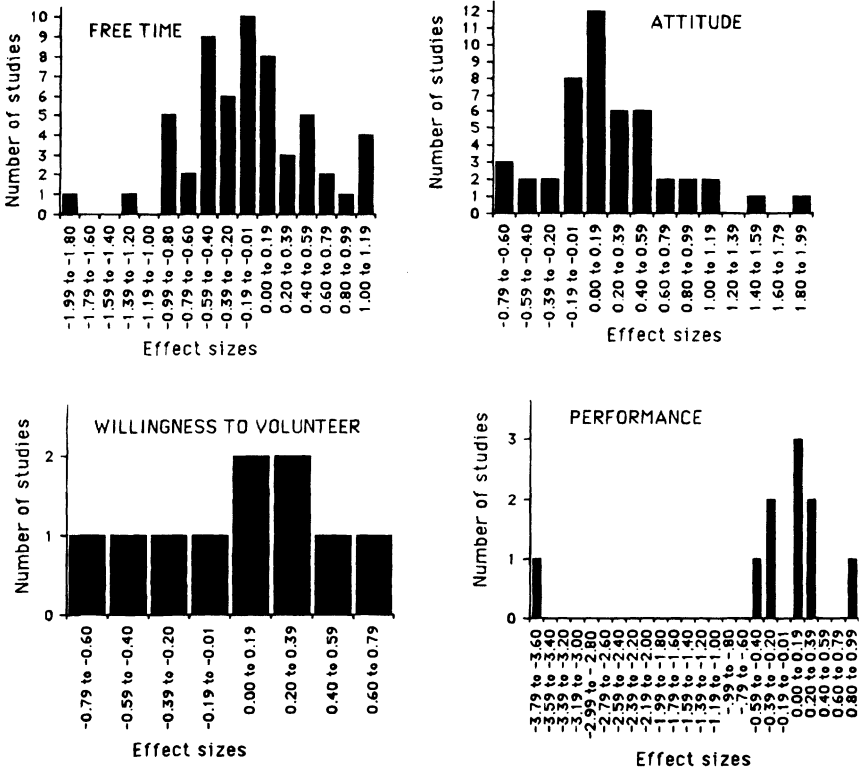 FREE TIME
Number of studies
10
9
8
7
6
5
4
3
2
1
0
-1.99 to -1.80
-1.79 to -1.60
-1.59 to -1.40
-1.39 to -1.20
-1.19 to -1.00
-0.99 to -0.80
-0.79 to -0.60
-0.59 to -0.40
-0.39 to -0.20
-0.19 to -0.01
0.00 to 0.19
0.20 to 0.39
0.40 to 0.59
0.60 to 0.79
0.80 to 0.99
1.00 to 1.19
Effect sizes
ATTITUDE
Number of studies
12
11
10
9
8
7
6
5
4
3
2
1
0
-0.79 to -0.60
-0.59 to -0.40
-0.39 to -0.20
-0.19 to -0.01
0.00 to 0.19
0.20 to 0.39
0.40 to 0.59
0.60 to 0.79
0.80 to 0.99
1.00 to 1.19
1.20 to 1.39
1.40 to 1.59
1.60 to 1.79
1.80 to 1.99
Effect sizes
WILLINGNESS TO VOLUNTEER
Number of studies
2
1
0
-0.79 to -0.60
-0.59 to -0.40
-0.39 to -0.20
-0.19 to -0.01
0.00 to 0.19
0.20 to 0.39
0.40 to 0.59
0.60 to 0.79
Effect sizes
PERFORMANCE
Number of studies
3
2
1
0
-3.79 to -3.60
-3.59 to -3.40
-3.39 to -3.20
-3.19 to -3.00
-2.99 to -2.80
-2.79 to -2.60
-2.59 to -2.40
-2.39 to -2.20
-2.19 to -2.00
-1.99 to -1.80
-1.79 to -1.60
-1.59 to -1.40
-1.39 to -1.20
-1.19 to -1.00
-.99 to -.80
-.79 to -.60
-0.59 to -0.40
-0.39 to -0.20
-0.19 to -0.01
0.00 to 0.19
0.20 to 0.39
0.40 to 0.59
0.60 to 0.79
0.80 to 0.99
Effect sizes